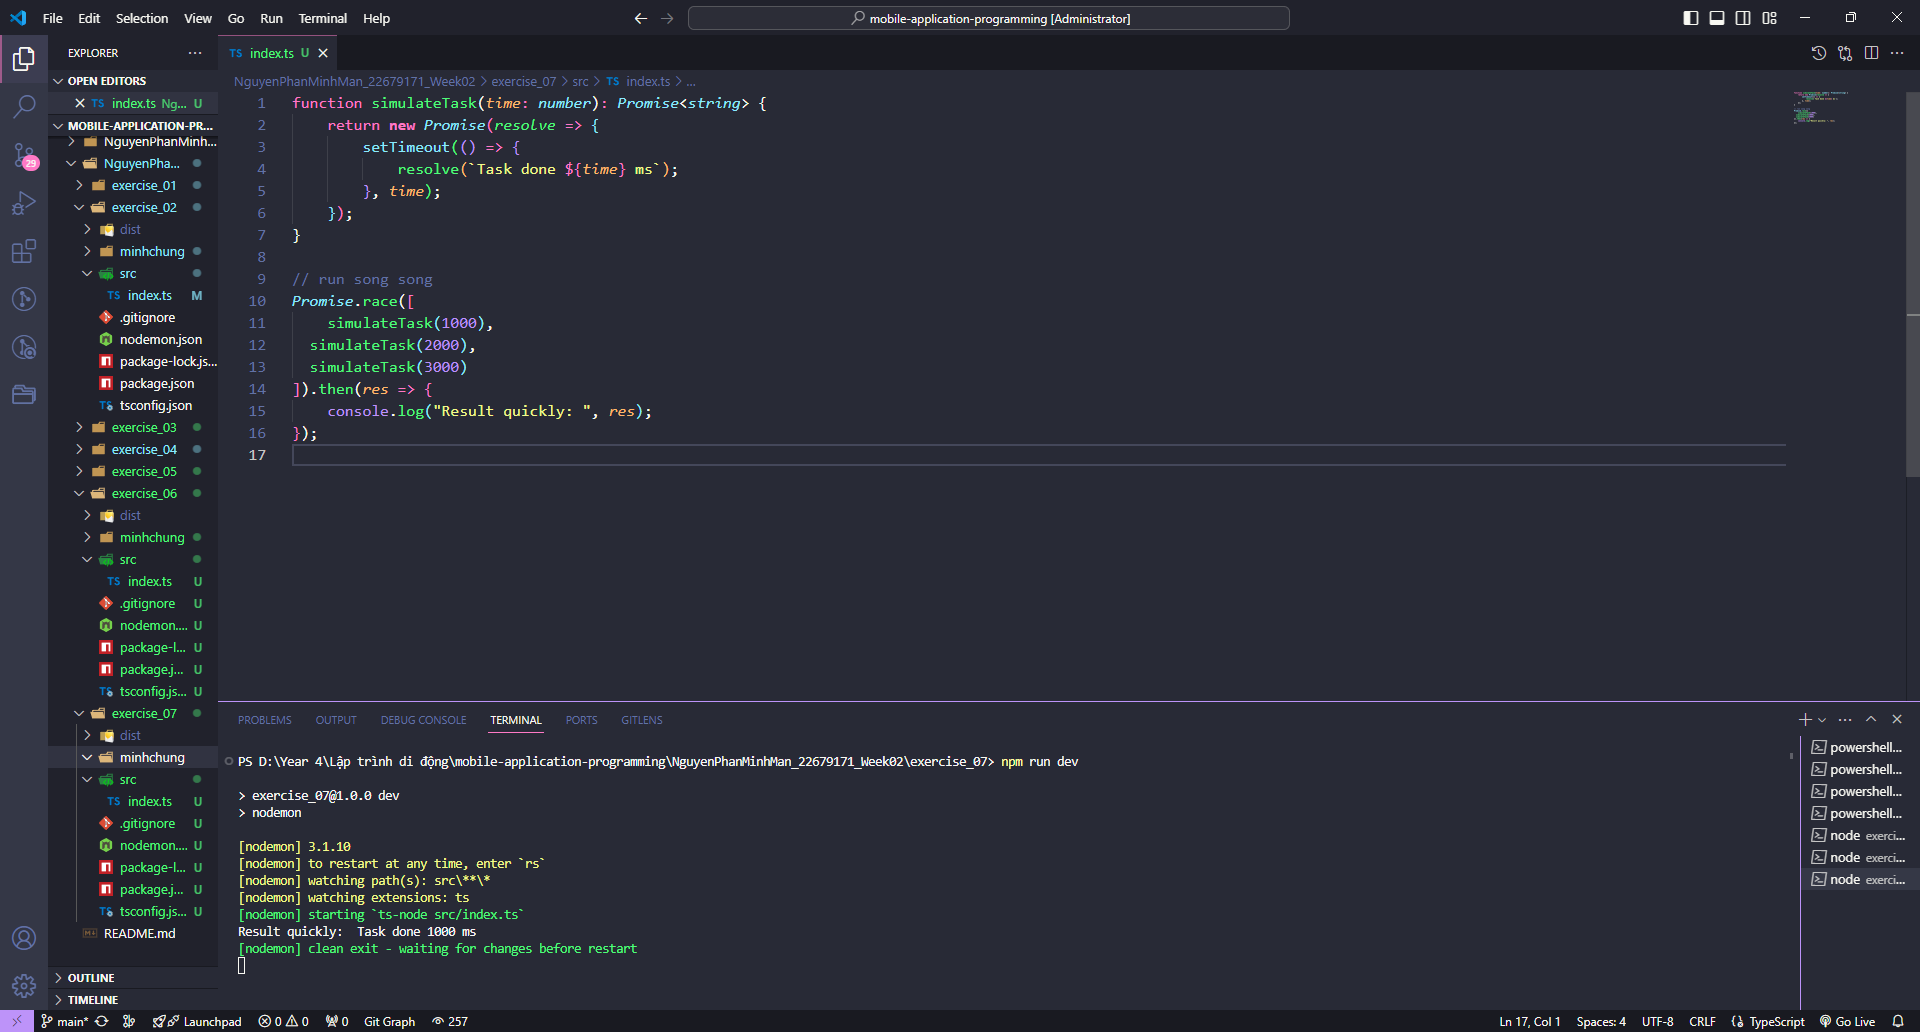 File Edit Selection View Go Run Terminal Help
mobile-application-programming [Administrator]
EXPLORER
OPEN EDITORS
TS index.ts Ng... U
MOBILE-APPLICATION-PR...
NguyenPhanMinh...
NguyenPha...
exercise_01
exercise_02
dist
minhchung
src
TS index.ts M
.gitignore
nodemon.json
package-lock.js...
package.json
tsconfig.json
exercise_03
exercise_04
exercise_05
exercise_06
dist
minhchung
src
TS index.ts U
.gitignore U
nodemon.... U
package-l... U
package.j... U
tsconfig.js... U
exercise_07
dist
minhchung
src
TS index.ts U
.gitignore U
nodemon.... U
package-l... U
package.j... U
tsconfig.js... U
README.md
OUTLINE
TIMELINE
29
TS index.ts U
NguyenPhanMinhMan_22679171_Week02 > exercise_07 > src > TS index.ts > ...
1 function simulateTask(time: number): Promise<string> {
2 return new Promise(resolve => {
3 setTimeout(() => {
4 resolve(`Task done ${time} ms`);
5 }, time);
6 });
7 }
8
9 // run song song
10 Promise.race([
11 simulateTask(1000),
12 simulateTask(2000),
13 simulateTask(3000)
14 ]).then(res => {
15 console.log("Result quickly: ", res);
16 });
17
PROBLEMS OUTPUT DEBUG CONSOLE TERMINAL PORTS GITLENS
PS D:\Year 4\Lập trình di động\mobile-application-programming\NguyenPhanMinhMan_22679171_Week02\exercise_07> npm run dev
> exercise_07@1.0.0 dev
> nodemon
[nodemon] 3.1.10
[nodemon] to restart at any time, enter `rs`
[nodemon] watching path(s): src\**\*
[nodemon] watching extensions: ts
[nodemon] starting `ts-node src/index.ts`
Result quickly:  Task done 1000 ms
[nodemon] clean exit - waiting for changes before restart
powershell...
powershell...
powershell...
powershell...
node exerci...
node exerci...
node exerci...
main* Launchpad 0 0 0 Git Graph 257 Ln 17, Col 1 Spaces: 4 UTF-8 CRLF {} TypeScript Go Live